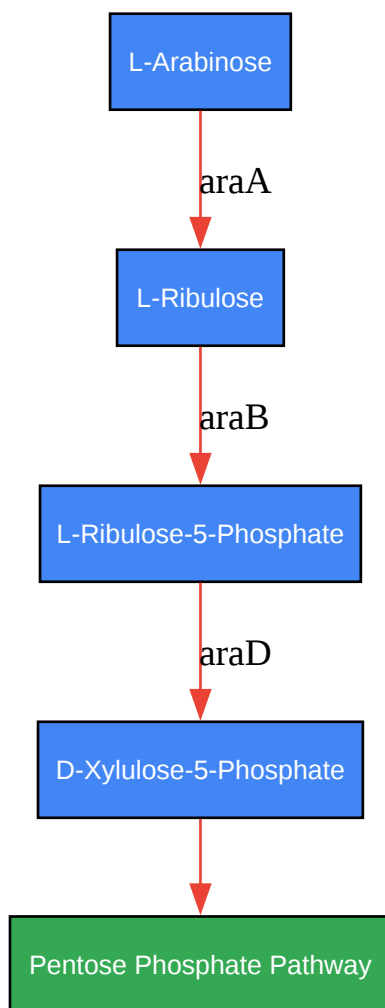 L-Arabinose
araA
L-Ribulose
araB
L-Ribulose-5-Phosphate
araD
D-Xylulose-5-Phosphate
Pentose Phosphate Pathway